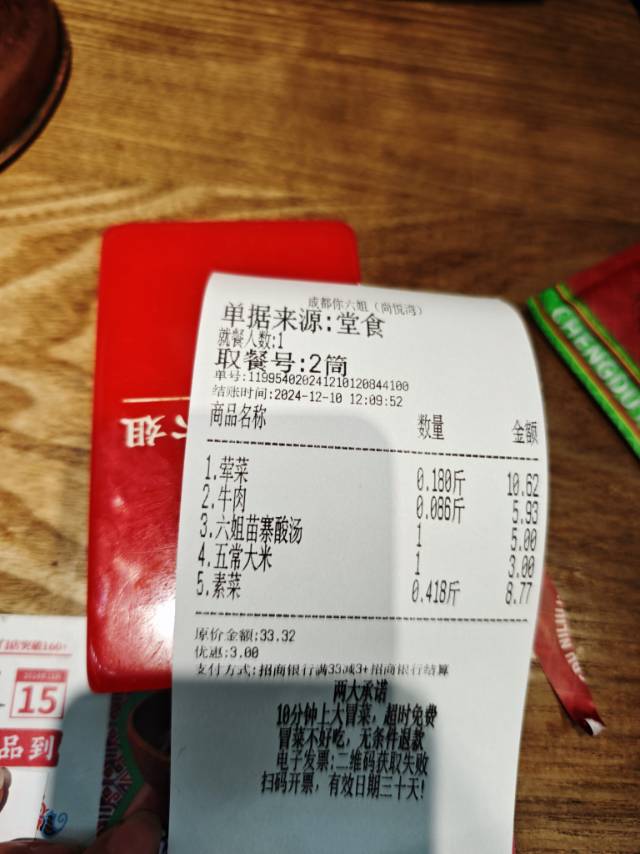 成都你六姐（尚悦湾）
单据来源:堂食
就餐人数:1
取餐号:2筒
单号:11995402024121012084410​0
结账时间:2024-12-10 12:09:52
商品名称 数量 金额
1.荤菜 0.180斤 10.62
2.牛肉 0.086斤 5.93
3.六姐苗寨酸汤 1 5.00
4.五常大米 1 3.00
5.素菜 0.418斤 8.77
原价金额:33.32
优惠:3.00
支付方式:招商银行满33减3+招商银行结算
两大承诺
10分钟上大冒菜，超时免费
冒菜不好吃，无条件退款
电子发票:二维码获取失败
扫码开票，有效日期三十天!
六姐
CHENGDU
15
品到